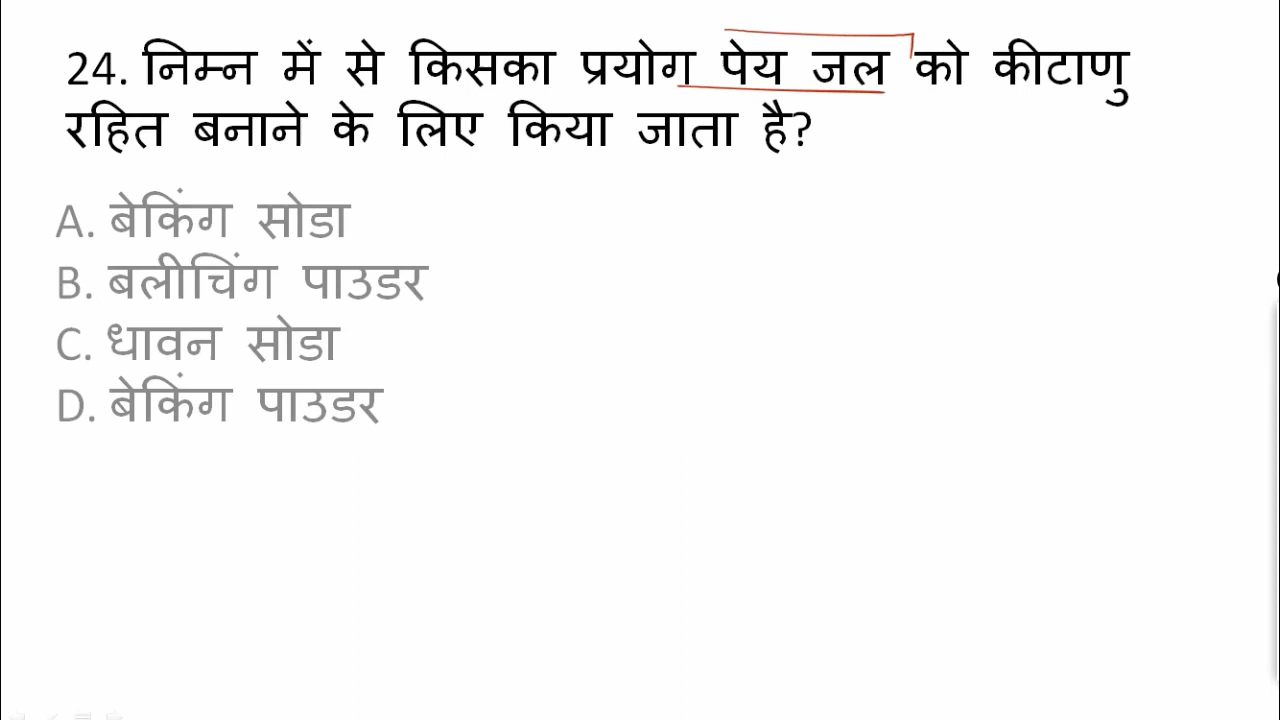 24. निम्न में से किसका प्रयोग पेय जल को कीटाणु
रहित बनाने के लिए किया जाता है?
A. बेकिंग सोडा
B. बलीचिंग पाउडर
C. धावन सोडा
D. बेकिंग पाउडर